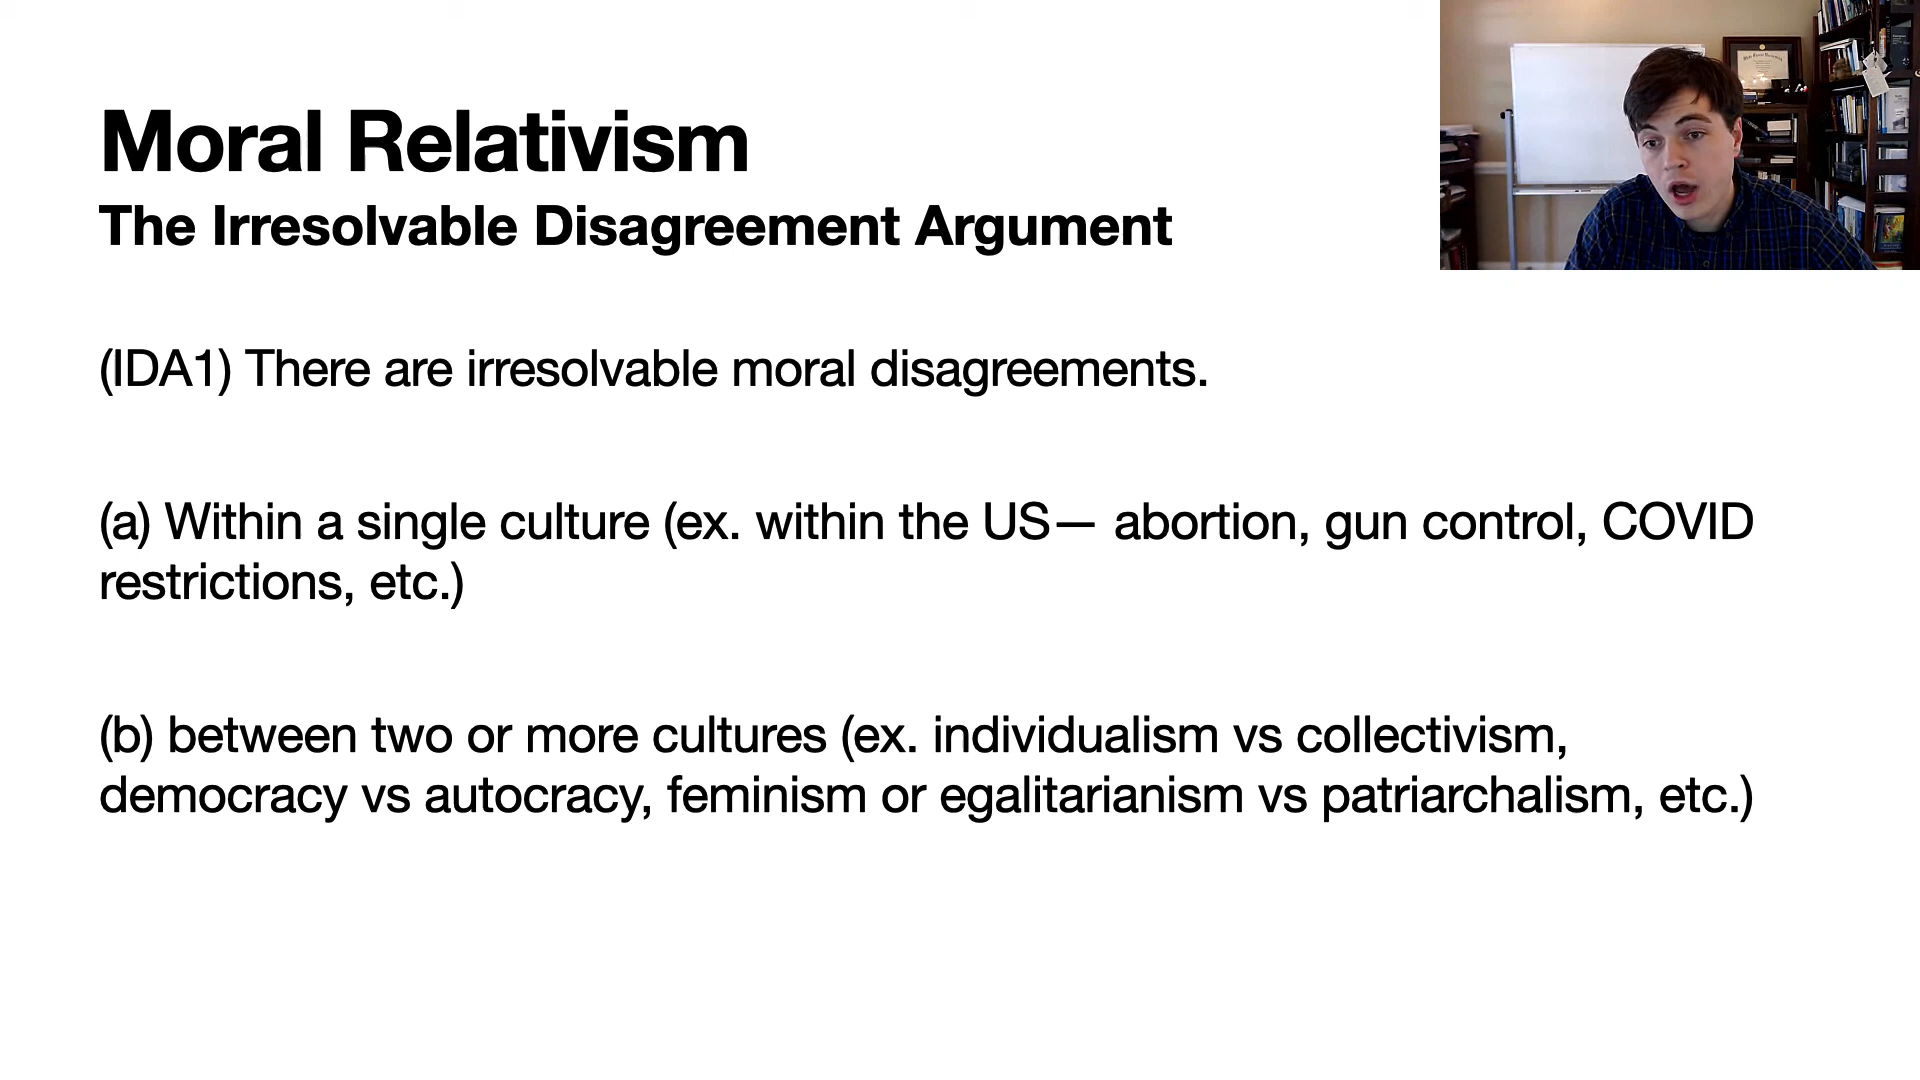 Moral Relativism
The Irresolvable Disagreement Argument
(IDA1) There are irresolvable moral disagreements.
(a) Within a single culture (ex. within the US— abortion, gun control, COVID
restrictions, etc.)
(b) between two or more cultures (ex. individualism vs collectivism,
democracy vs autocracy, feminism or egalitarianism vs patriarchalism, etc.)